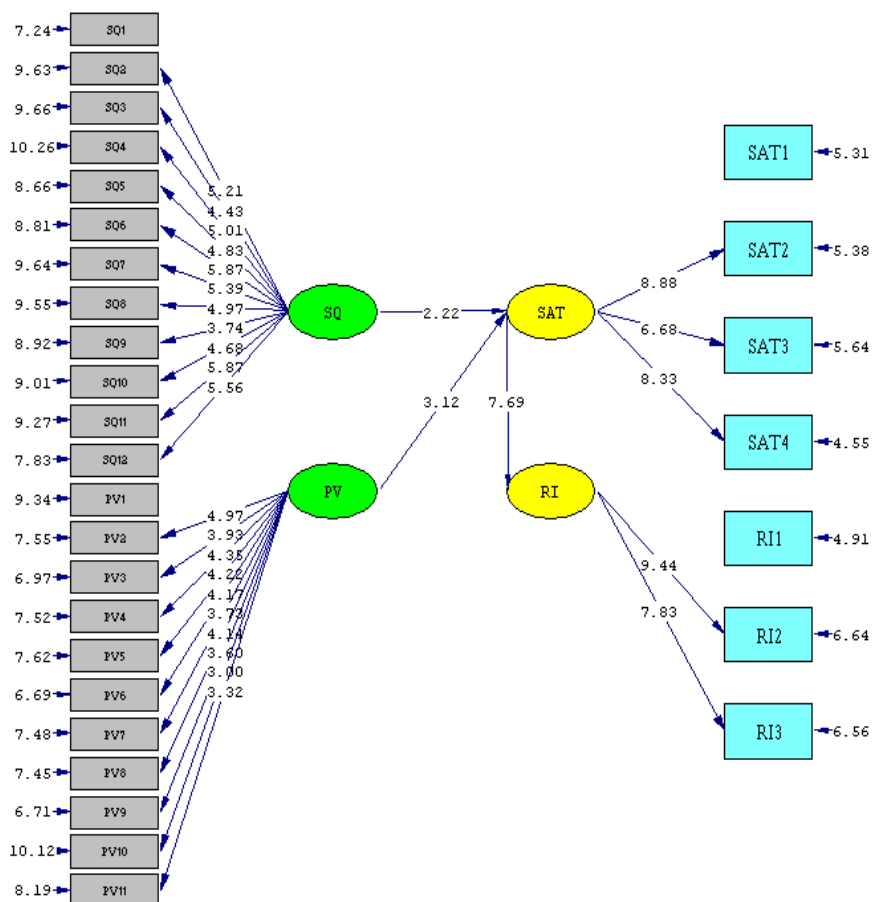 7.24 SQ1
9.63 SQ2
9.66 SQ3
10.26 SQ4
8.66 SQ5
8.81 SQ6
9.64 SQ7
9.55 SQ8
8.92 SQ9
9.01 SQ10
9.27 SQ11
7.83 SQ12
9.34 PV1
7.55 PV2
6.97 PV3
7.52 PV4
7.62 PV5
6.69 PV6
7.48 PV7
7.45 PV8
6.71 PV9
10.12 PV10
8.19 PV11
5.21
4.43
5.01
4.83
5.87
5.39
4.97
3.74
4.68
5.87
5.56
4.97
3.93
4.35
4.22
4.17
3.73
4.14
3.60
3.00
3.32
SQ
PV
2.22
3.12
7.69
SAT
RI
8.88
6.68
8.33
9.44
7.83
SAT1 5.31
SAT2 5.38
SAT3 5.64
SAT4 4.55
RI1 4.91
RI2 6.64
RI3 6.56